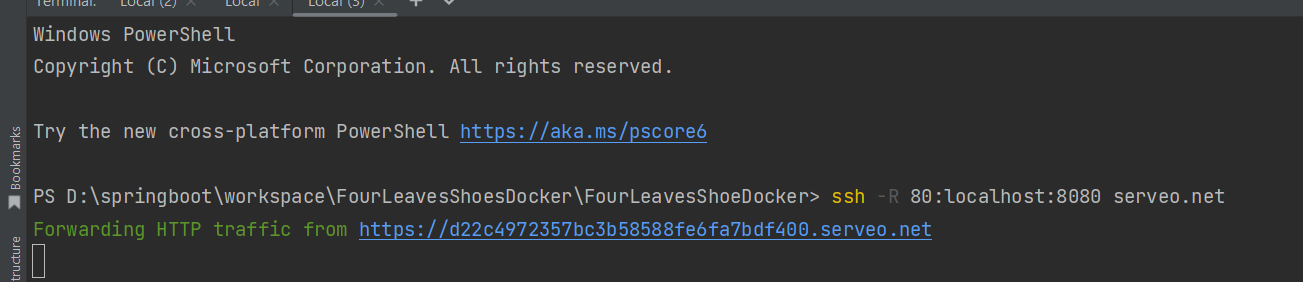 Terminal: Local (2) × Local × Local (3) × +
Windows PowerShell
Copyright (C) Microsoft Corporation. All rights reserved.
Try the new cross-platform PowerShell https://aka.ms/pscore6
PS D:\springboot\workspace\FourLeavesShoesDocker\FourLeavesShoeDocker> ssh -R 80:localhost:8080 serveo.net
Forwarding HTTP traffic from https://d22c4972357bc3b58588fe6fa7bdf400.serveo.net
Bookmarks
tructure